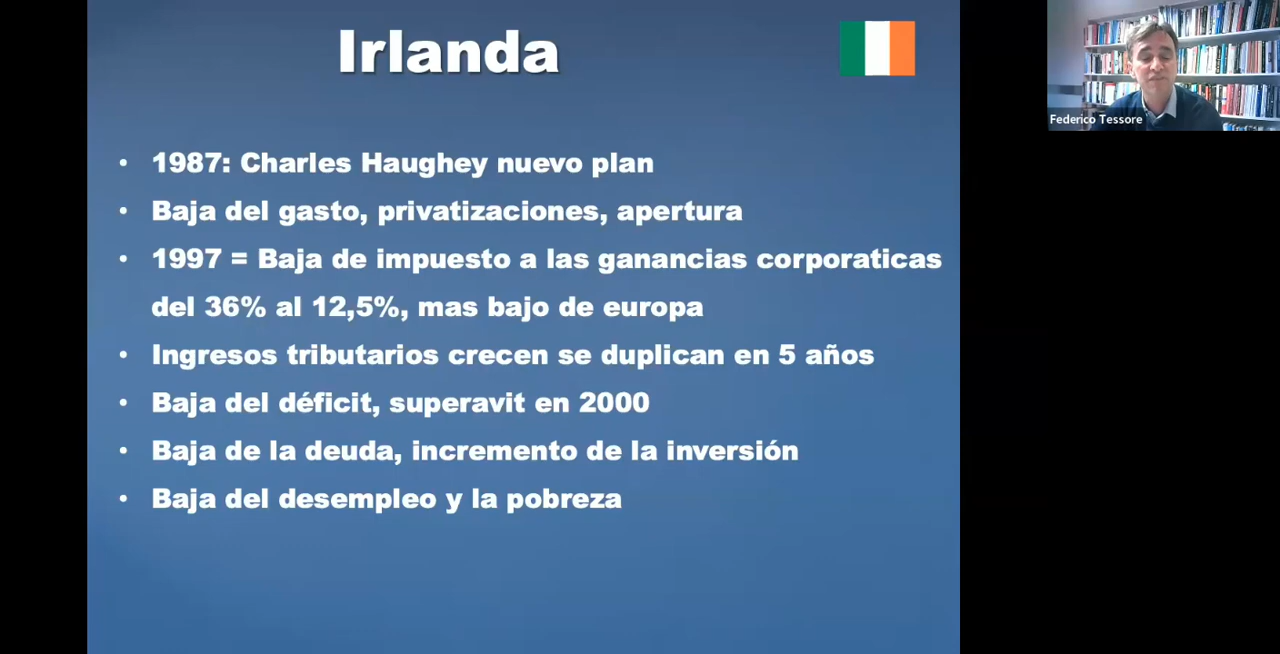 Irlanda
Federico Tessore
• 1987: Charles Haughey nuevo plan
• Baja del gasto, privatizaciones, apertura
• 1997 = Baja de impuesto a las ganancias corporaticas
del 36% al 12,5%, mas bajo de europa
• Ingresos tributarios crecen se duplican en 5 años
• Baja del déficit, superavit en 2000
• Baja de la deuda, incremento de la inversión
• Baja del desempleo y la pobreza